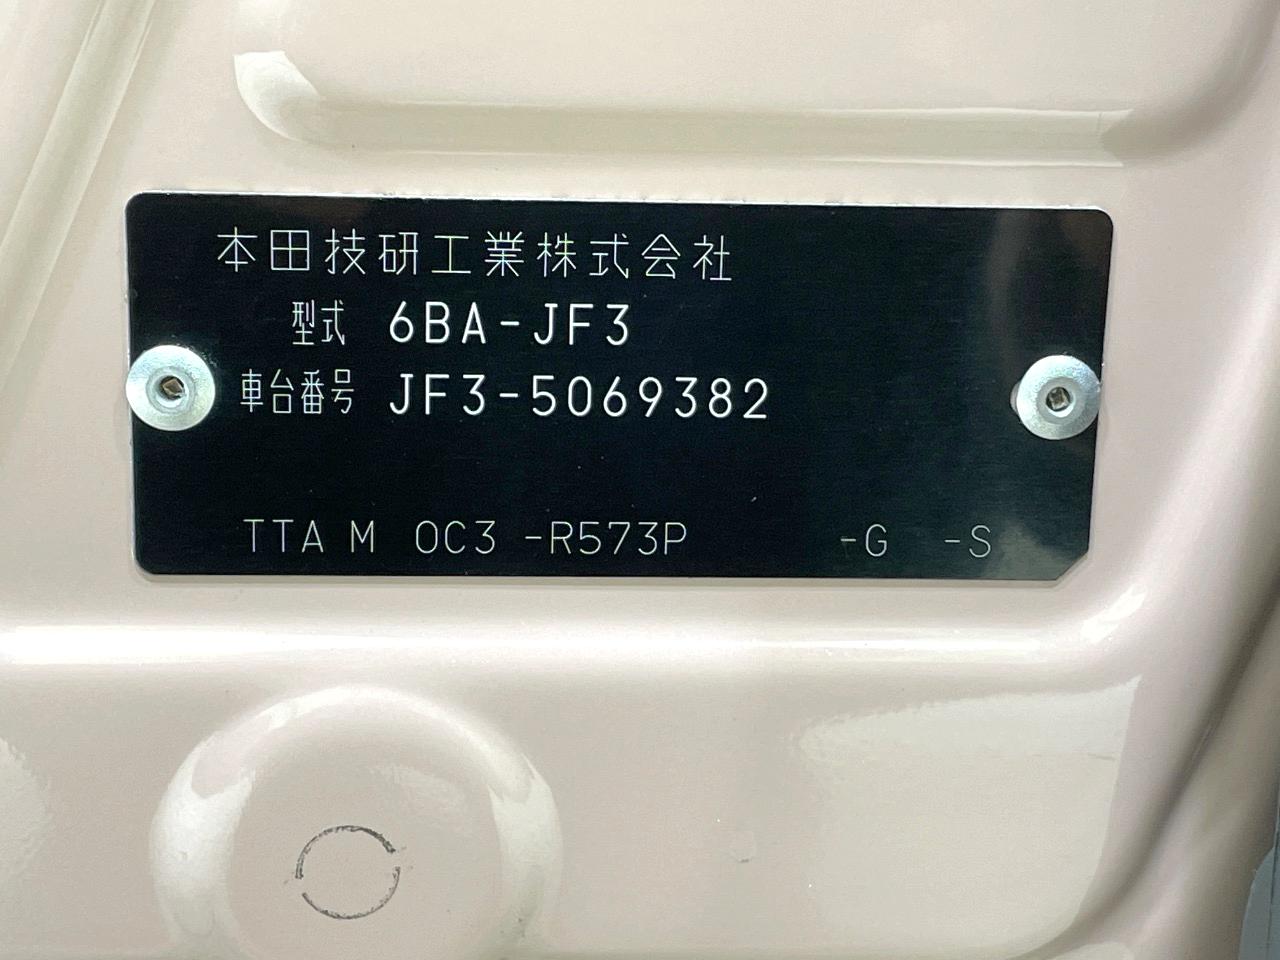 本田技研工業株式会社
型式 6BA-JF3
車台番号 JF3-5069382
TTA M 0C3 -R573P -G -S